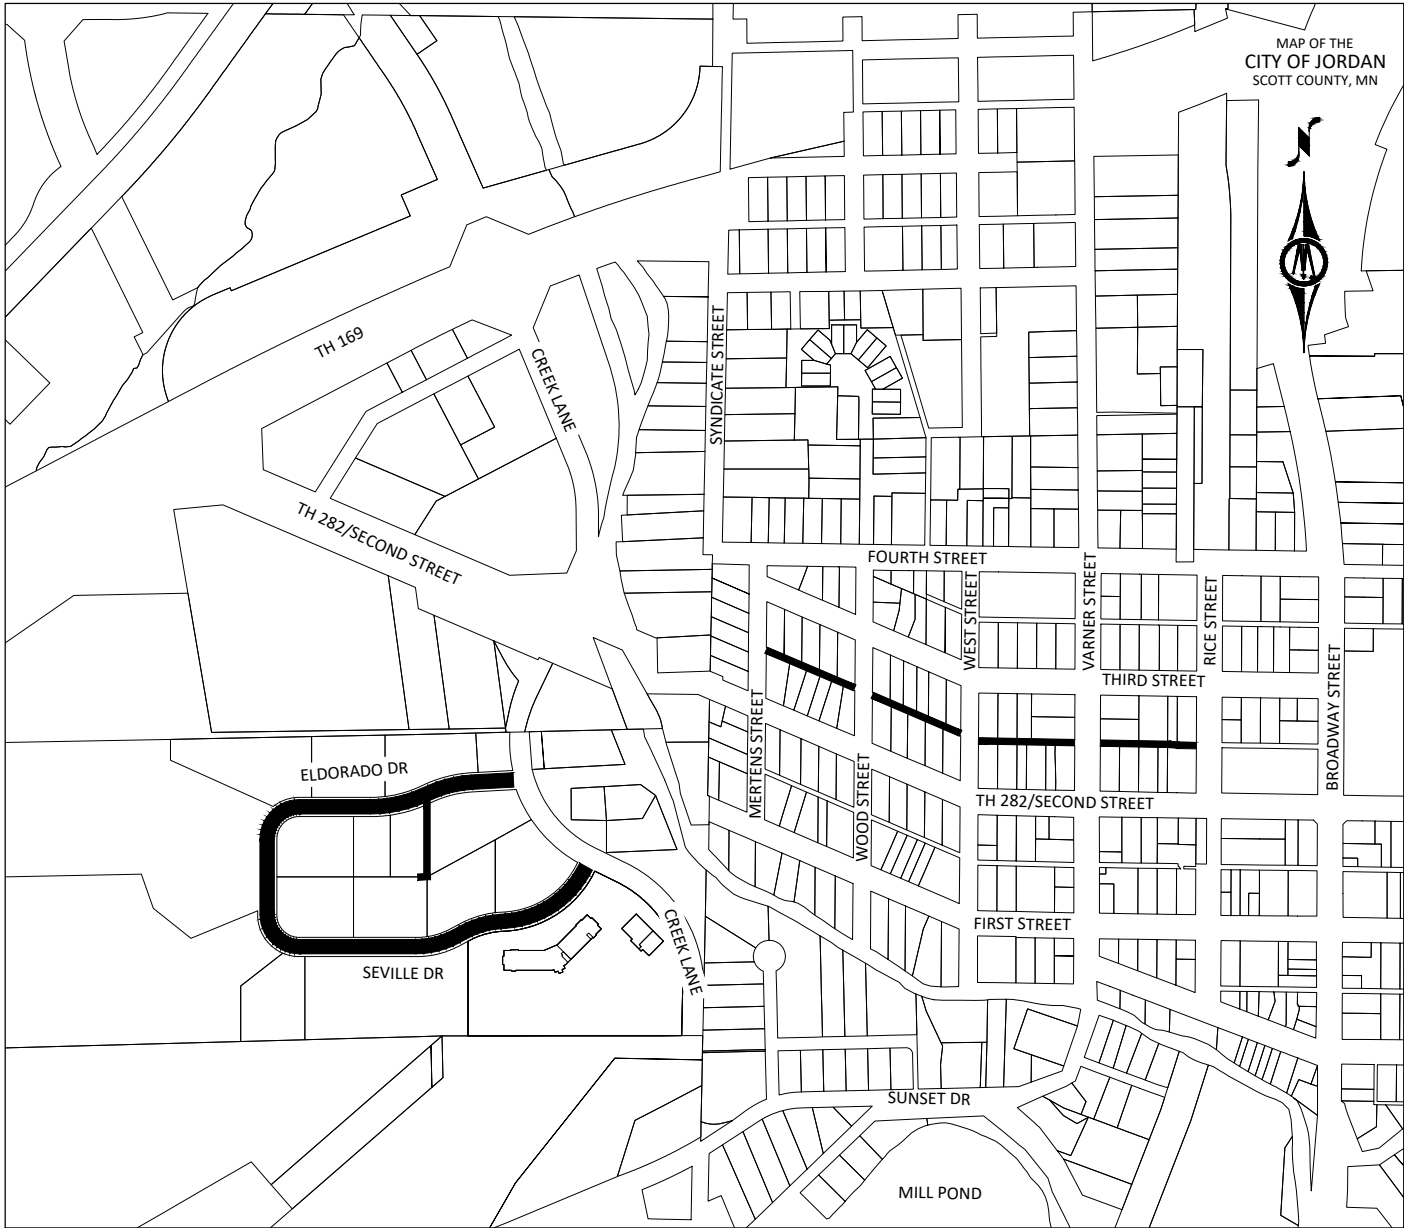 MAP OF THE
CITY OF JORDAN
SCOTT COUNTY, MN
N
TH 169
CREEK LANE
SYNDICATE STREET
TH 282/SECOND STREET
FOURTH STREET
WEST STREET
VARNER STREET
RICE STREET
THIRD STREET
BROADWAY STREET
MERTENS STREET
WOOD STREET
ELDORADO DR
TH 282/SECOND STREET
FIRST STREET
CREEK LANE
SEVILLE DR
SUNSET DR
MILL POND